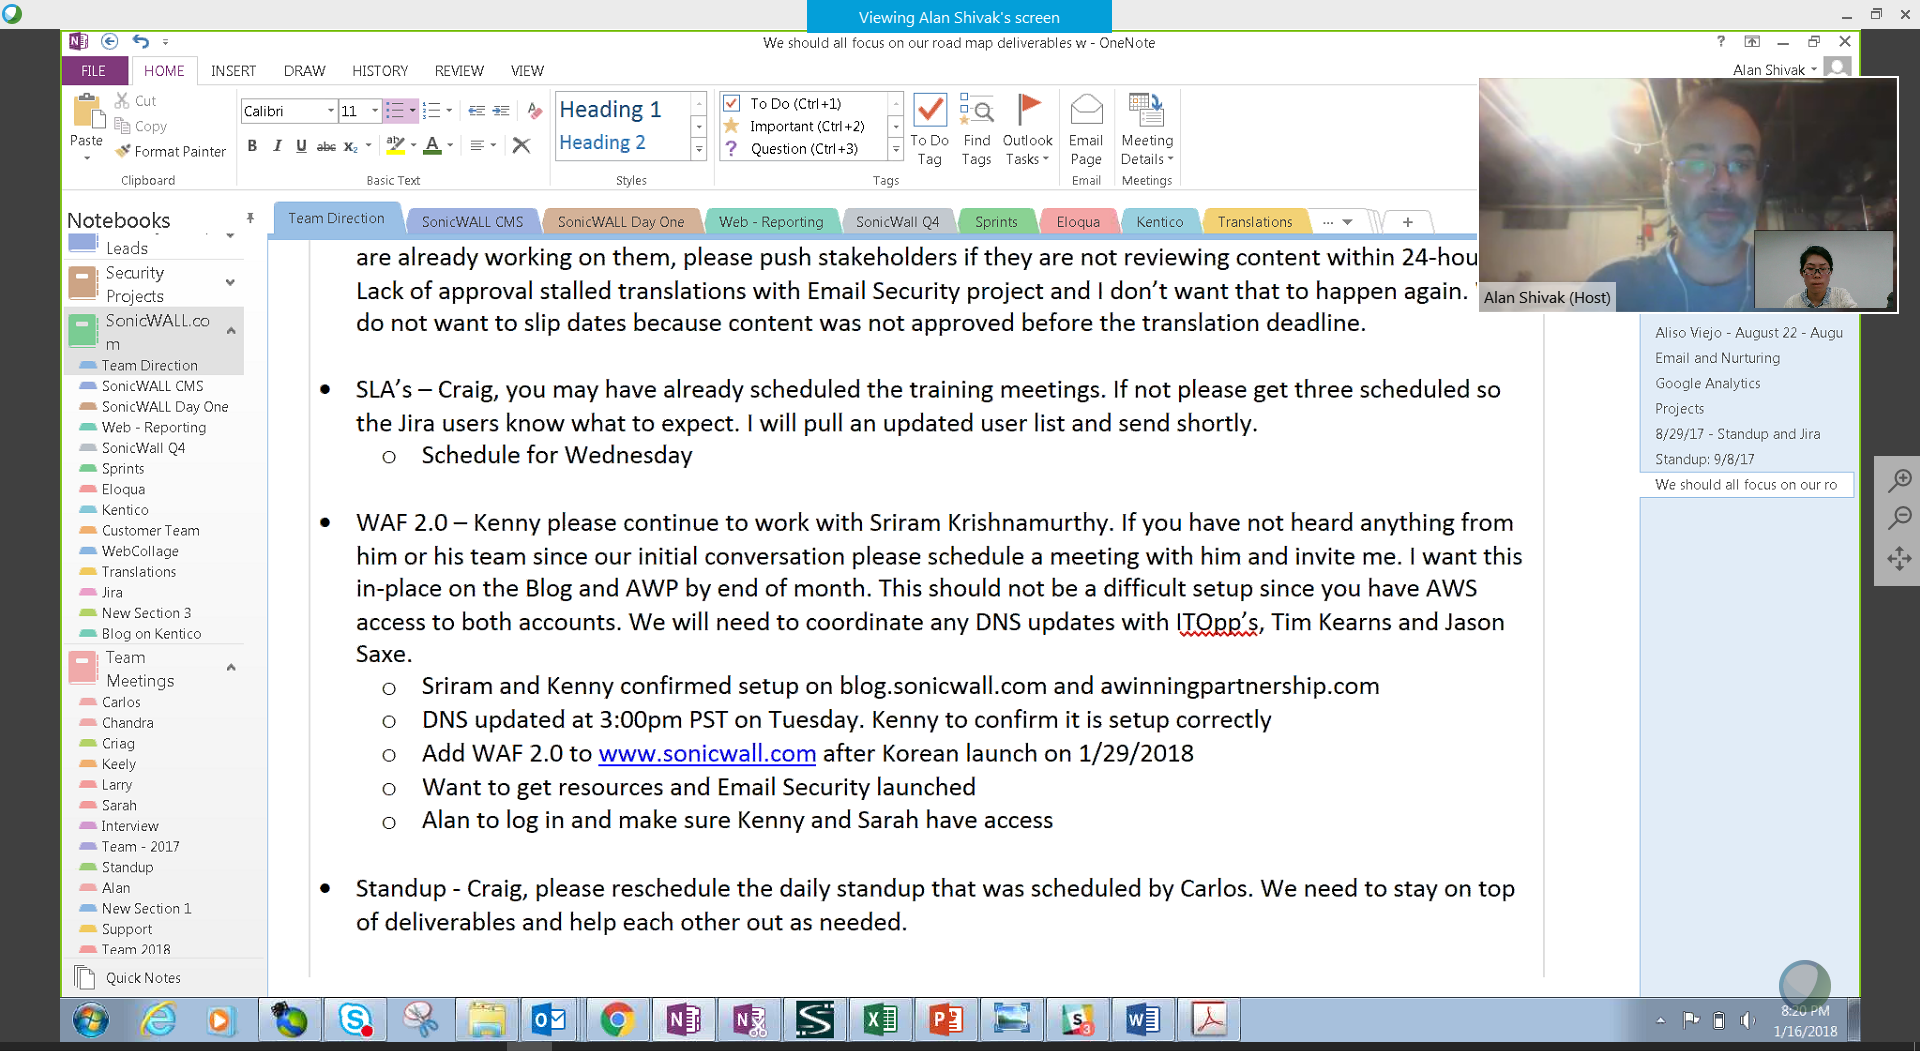 Viewing Alan Shivak's screen
We should all focus on our road map deliverables w - OneNote
?
FILE HOME INSERT DRAW HISTORY REVIEW VIEW
Alan Shivak
Paste
Cut
Copy
Format Painter
Clipboard
Calibri 11
B I U abc X₂ A
Basic Text
Heading 1
Heading 2
Styles
To Do (Ctrl+1)
Important (Ctrl+2)
? Question (Ctrl+3)
Tags
To Do Tag
Find Tags
Outlook Tasks
Email Page
Email
Meeting Details
Meetings
Alan Shivak (Host)
Notebooks
Team Direction SonicWALL CMS SonicWALL Day One Web - Reporting SonicWall Q4 Sprints Eloqua Kentico Translations ... +
Leads
Security
Projects
SonicWALL.co
m
Team Direction
SonicWALL CMS
SonicWALL Day One
Web - Reporting
SonicWall Q4
Sprints
Eloqua
Kentico
Customer Team
WebCollage
Translations
Jira
New Section 3
Blog on Kentico
Team
Meetings
Carlos
Chandra
Criag
Keely
Larry
Sarah
Interview
Team - 2017
Standup
Alan
New Section 1
Support
Team 2018
Quick Notes
are already working on them, please push stakeholders if they are not reviewing content within 24-hou
Lack of approval stalled translations with Email Security project and I don't want that to happen again.
do not want to slip dates because content was not approved before the translation deadline.
• SLA's – Craig, you may have already scheduled the training meetings. If not please get three scheduled so
the Jira users know what to expect. I will pull an updated user list and send shortly.
o Schedule for Wednesday
• WAF 2.0 – Kenny please continue to work with Sriram Krishnamurthy. If you have not heard anything from
him or his team since our initial conversation please schedule a meeting with him and invite me. I want this
in-place on the Blog and AWP by end of month. This should not be a difficult setup since you have AWS
access to both accounts. We will need to coordinate any DNS updates with ITOpp's, Tim Kearns and Jason
Saxe.
o Sriram and Kenny confirmed setup on blog.sonicwall.com and awinningpartnership.com
o DNS updated at 3:00pm PST on Tuesday. Kenny to confirm it is setup correctly
o Add WAF 2.0 to www.sonicwall.com after Korean launch on 1/29/2018
o Want to get resources and Email Security launched
o Alan to log in and make sure Kenny and Sarah have access
• Standup - Craig, please reschedule the daily standup that was scheduled by Carlos. We need to stay on top
of deliverables and help each other out as needed.
Aliso Viejo - August 22 - Augu
Email and Nurturing
Google Analytics
Projects
8/29/17 - Standup and Jira
Standup: 9/8/17
We should all focus on our ro
8:20 PM
1/16/2018